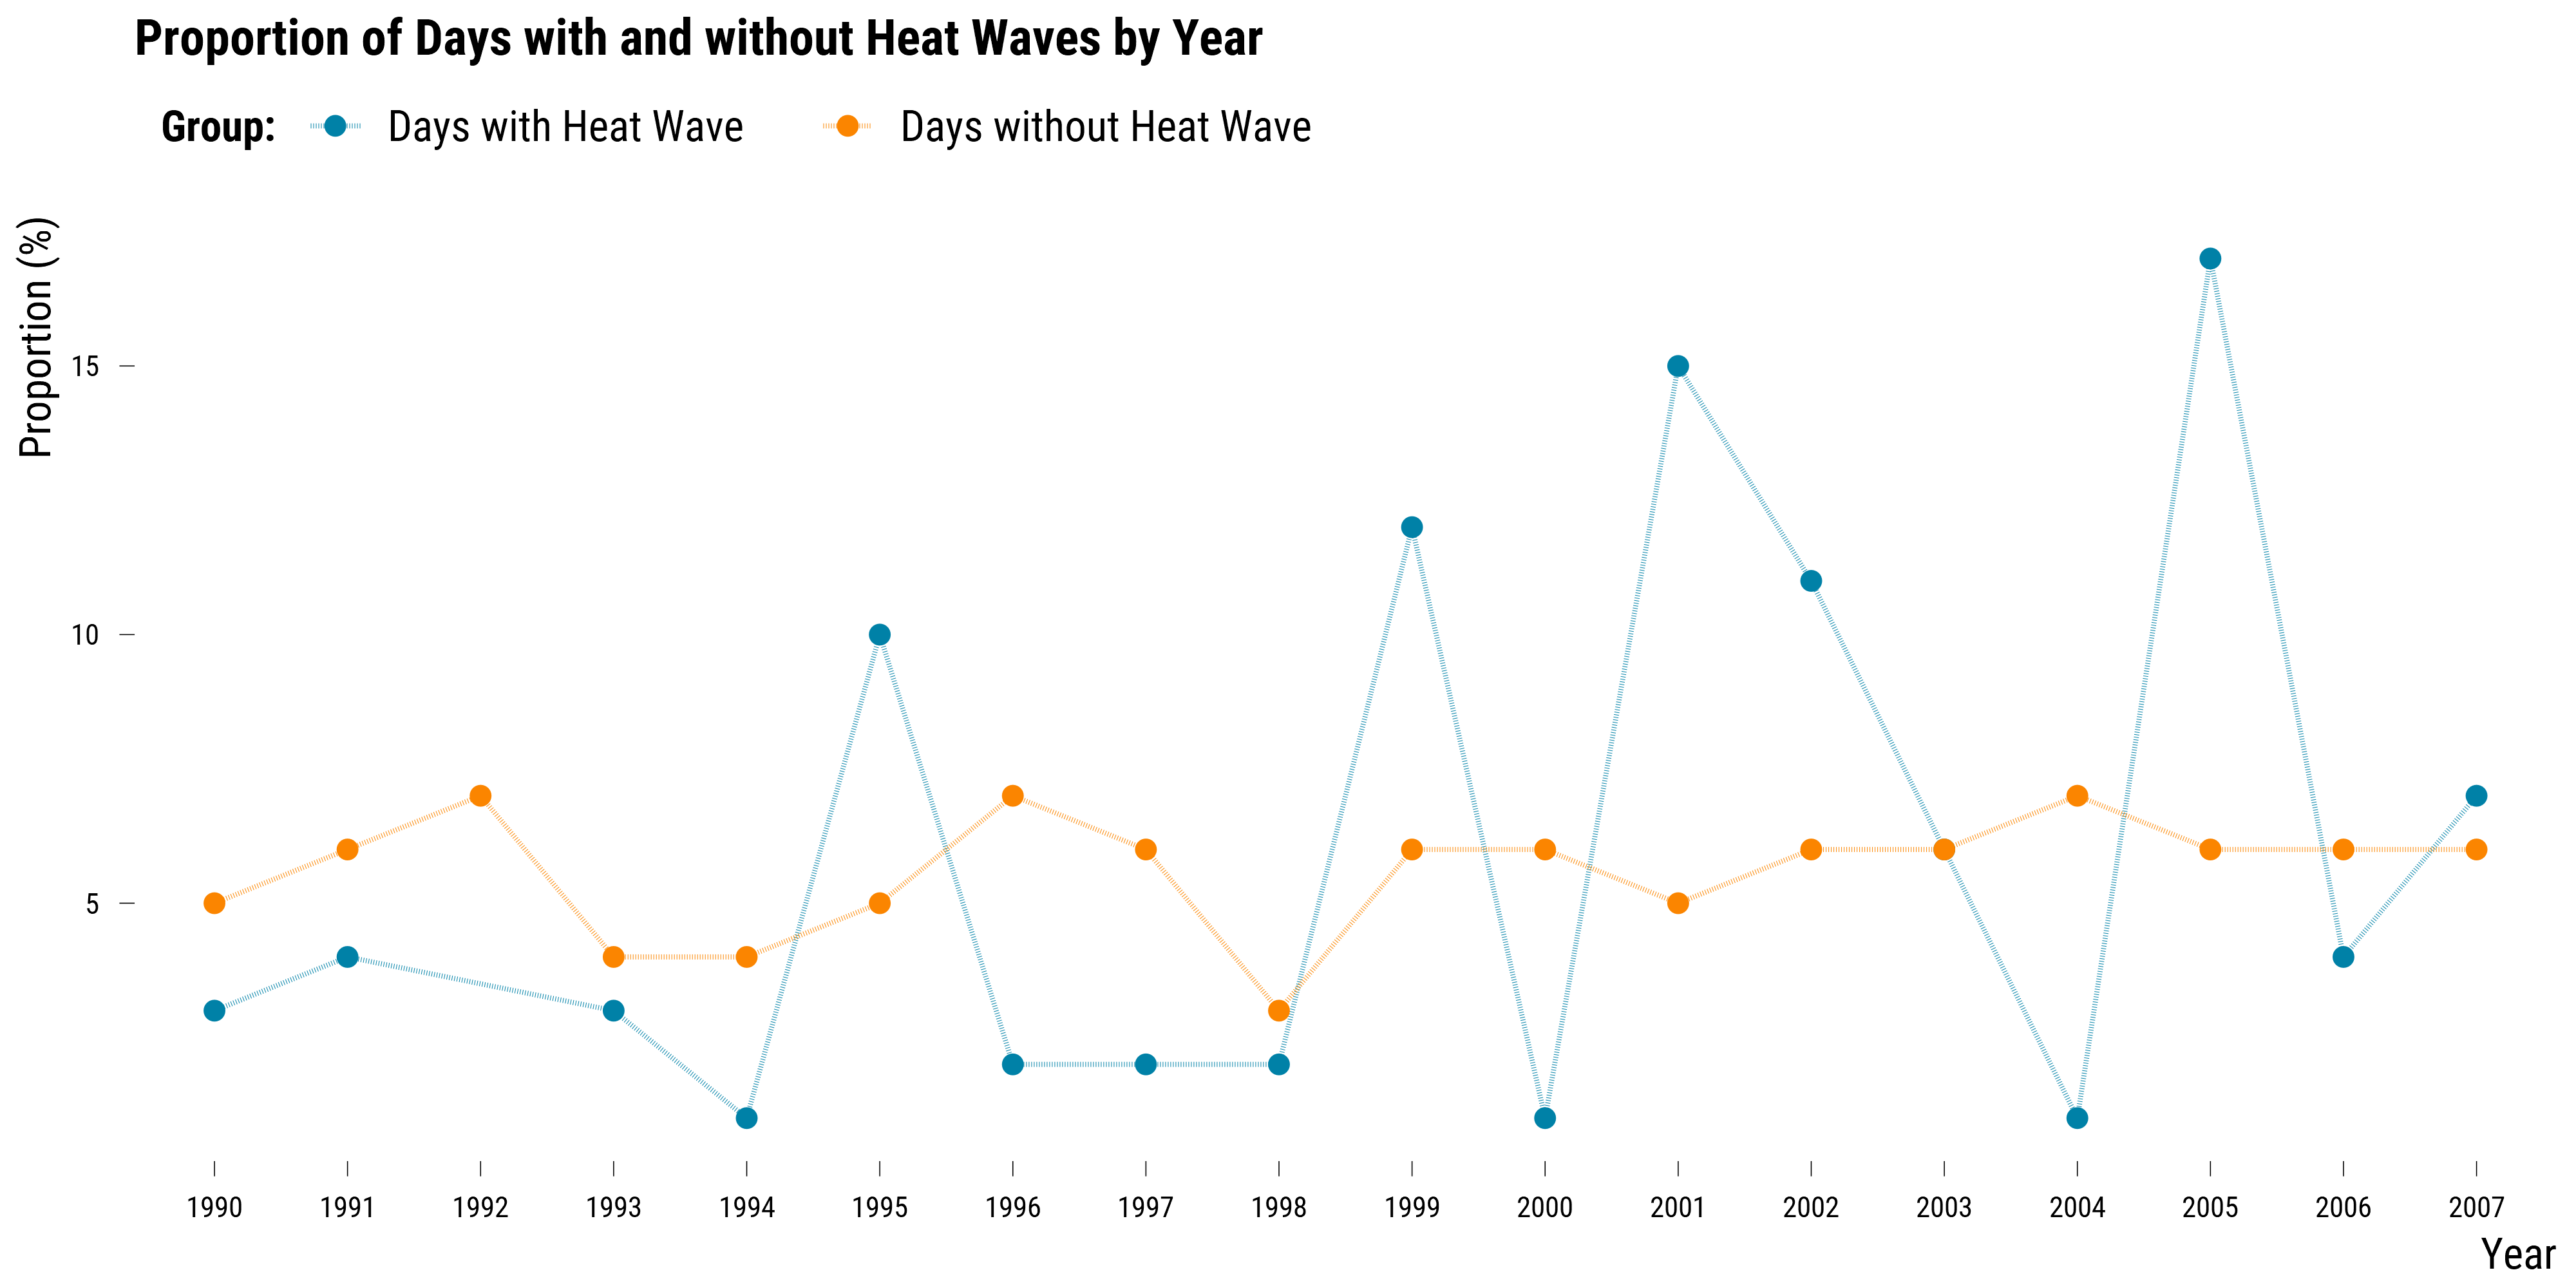 Proportion of Days with and without Heat Waves by Year
Group: Days with Heat Wave Days without Heat Wave
Proportion (%)
15
10
5
1990 1991 1992 1993 1994 1995 1996 1997 1998 1999 2000 2001 2002 2003 2004 2005 2006 2007
Year